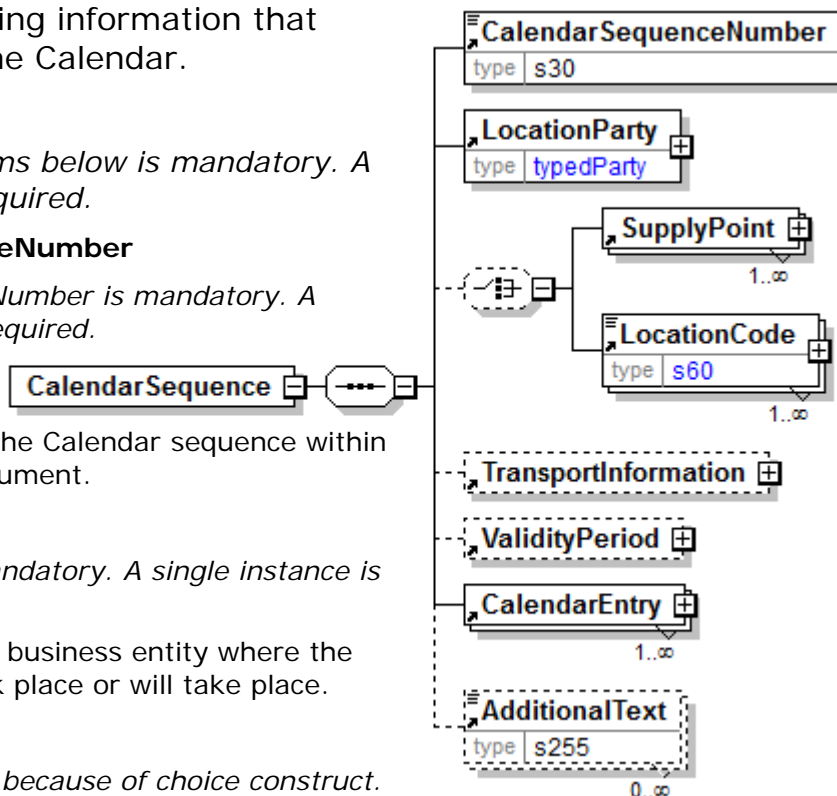 ing information that
ne Calendar.
ms below is mandatory. A
quired.
eNumber
Number is mandatory. A
equired.
he Calendar sequence within
ument.
ndatory. A single instance is
business entity where the
k place or will take place.
because of choice construct.
CalendarSequence
CalendarSequenceNumber
type s30
LocationParty
type typedParty
SupplyPoint
1..∞
LocationCode
type s60
1..∞
TransportInformation
ValidityPeriod
CalendarEntry
1..∞
AdditionalText
type s255
0..∞